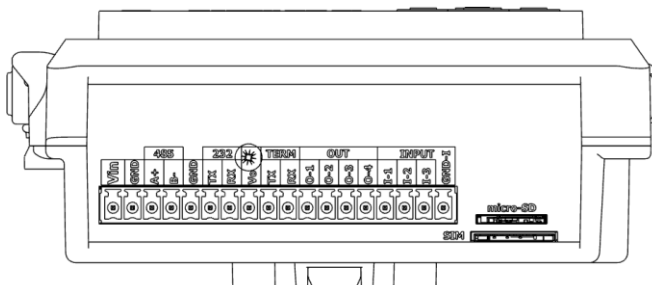 485 232 TERM OUT INPUT
Vin GND A+ B- GND TX RX Vo TX RX O-1 O-2 O-3 O-4 I-1 I-2 I-3 GND-I
micro-SD
SIM